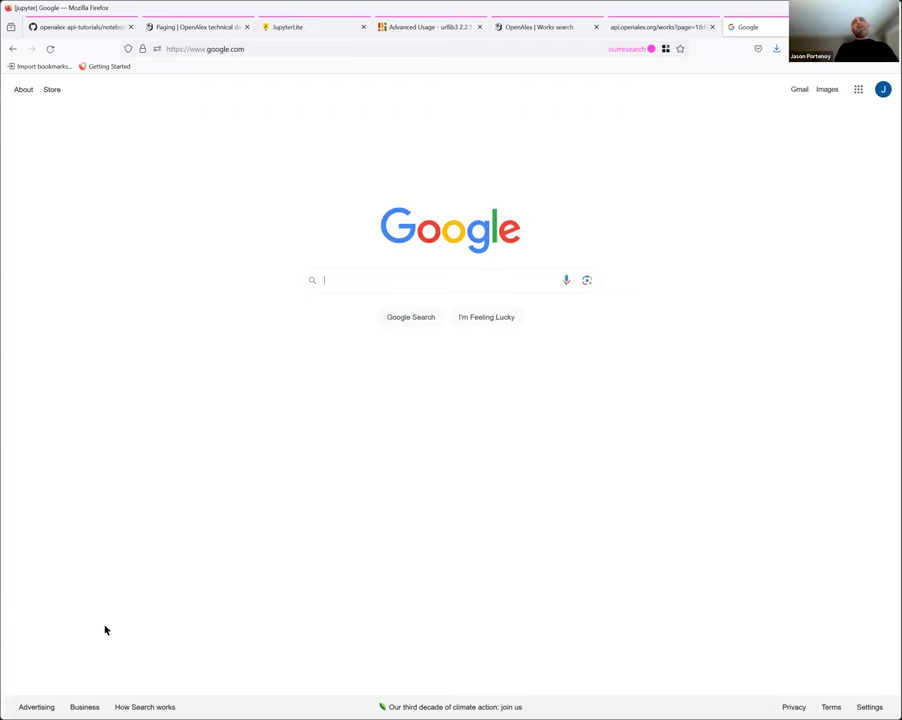 [jupyter] Google — Mozilla Firefox
openalex-api-tutorials/noteboo
Paging | OpenAlex technical do
JupyterLite
Advanced Usage - urllib3 2.2.1
OpenAlex | Works search
api.openalex.org/works?page=1&f
Google
https://www.google.com
ourresearch
Import bookmarks...
Getting Started
Jason Portenoy
About
Store
Gmail
Images
J
Google
Google Search
I'm Feeling Lucky
Advertising
Business
How Search works
Our third decade of climate action: join us
Privacy
Terms
Settings